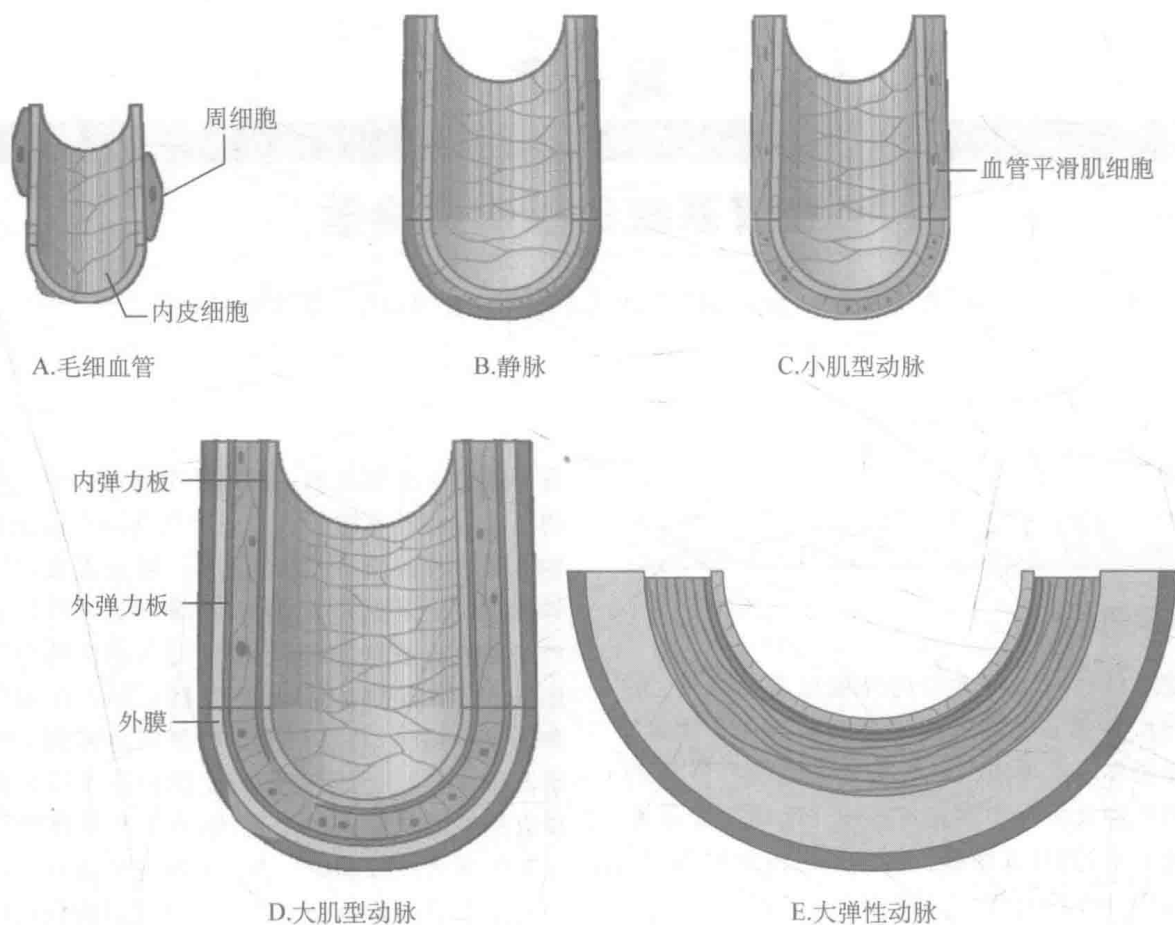 周细胞
内皮细胞
A.毛细血管
B.静脉
血管平滑肌细胞
C.小肌型动脉
内弹力板
外弹力板
外膜
D.大肌型动脉
E.大弹性动脉